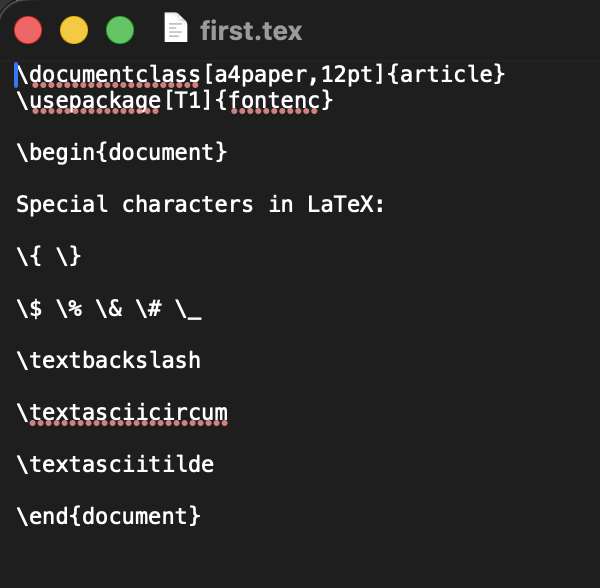 first.tex
\documentclass[a4paper,12pt]{article}
\usepackage[T1]{fontenc}
\begin{document}
Special characters in LaTeX:
\{ \}
\$ \% \& \# \_
\textbackslash
\textasciicircum
\textasciitilde
\end{document}